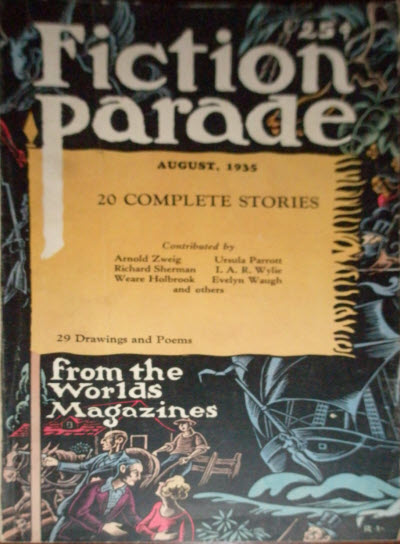 25¢
Fiction
Parade
AUGUST, 1935
20 COMPLETE STORIES
Contributed by
Arnold Zweig Ursula Parrott
Richard Sherman I. A. R. Wylie
Weare Holbrook Evelyn Waugh
and others
29 Drawings and Poems
from the
Worlds
Magazines